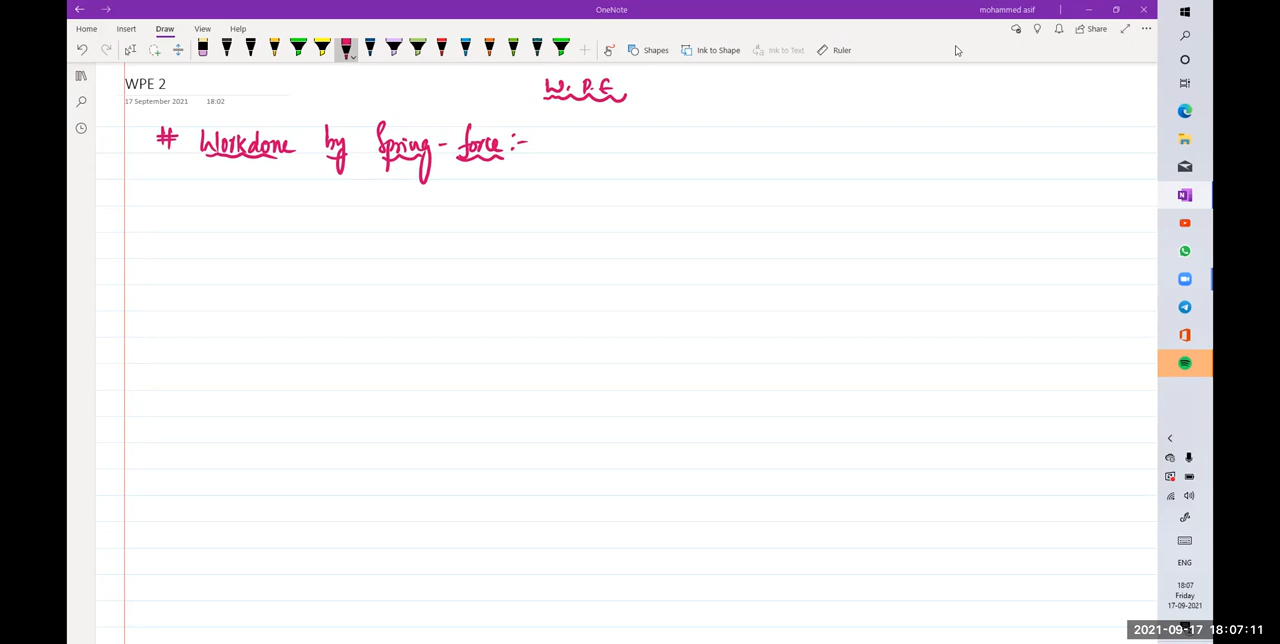 OneNote
mohammed asif
Home Insert Draw View Help
Share
Shapes Ink to Shape Ink to Text Ruler
WPE 2
17 September 2021 18:02
W. P. E
# Workdone by Spring - force :-
ENG
18:07
Friday
17-09-2021
2021-09-17 18:07:11